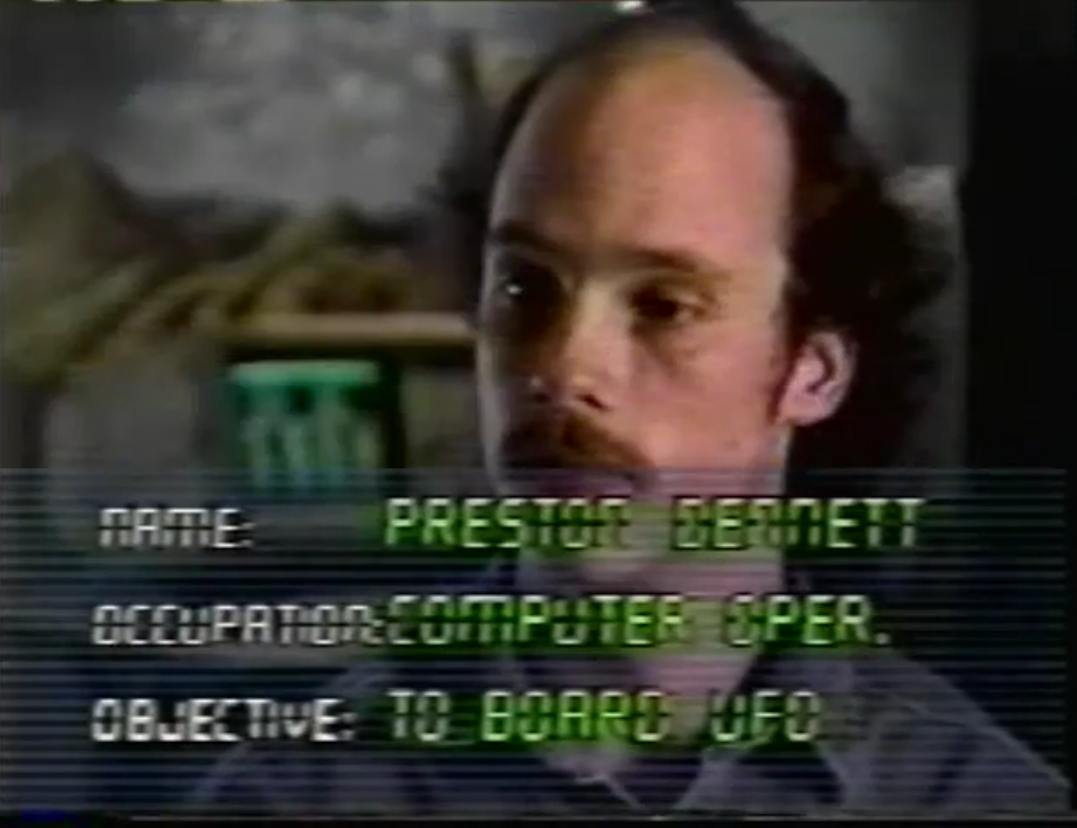 NAME: PRESTON DENNETT
OCCUPATION: COMPUTER OPER.
OBJECTIVE: TO BOARD UFO